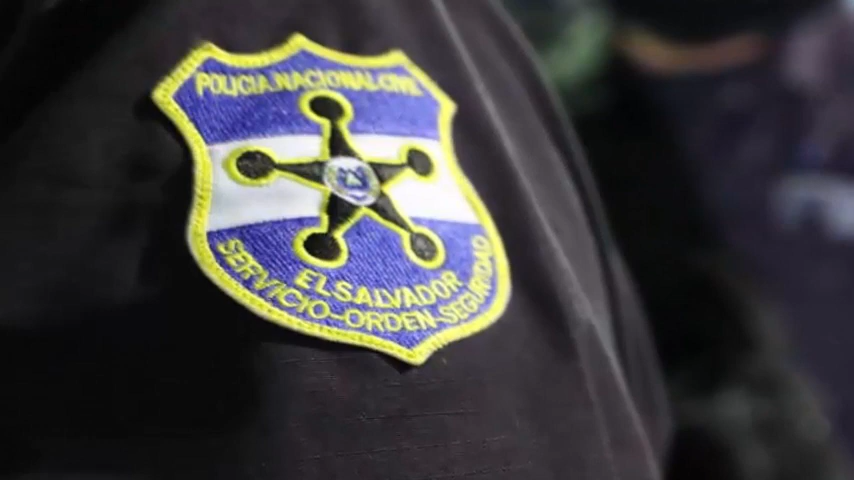 POLICIA NACIONAL CIVIL
EL SALVADOR
SERVICIO-ORDEN-SEGURIDAD